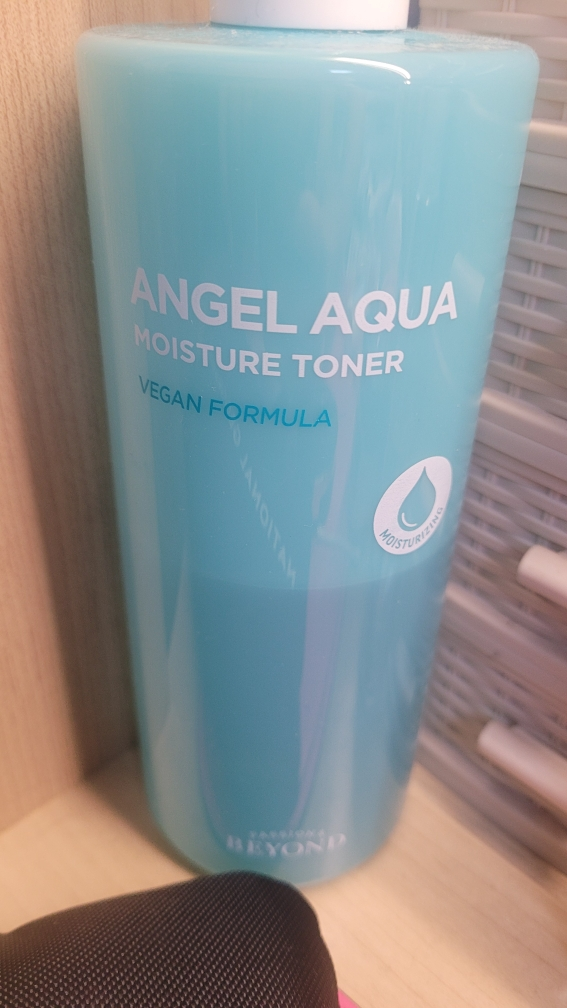 ANGEL AQUA
MOISTURE TONER
VEGAN FORMULA
MOISTURIZING
BEYOND